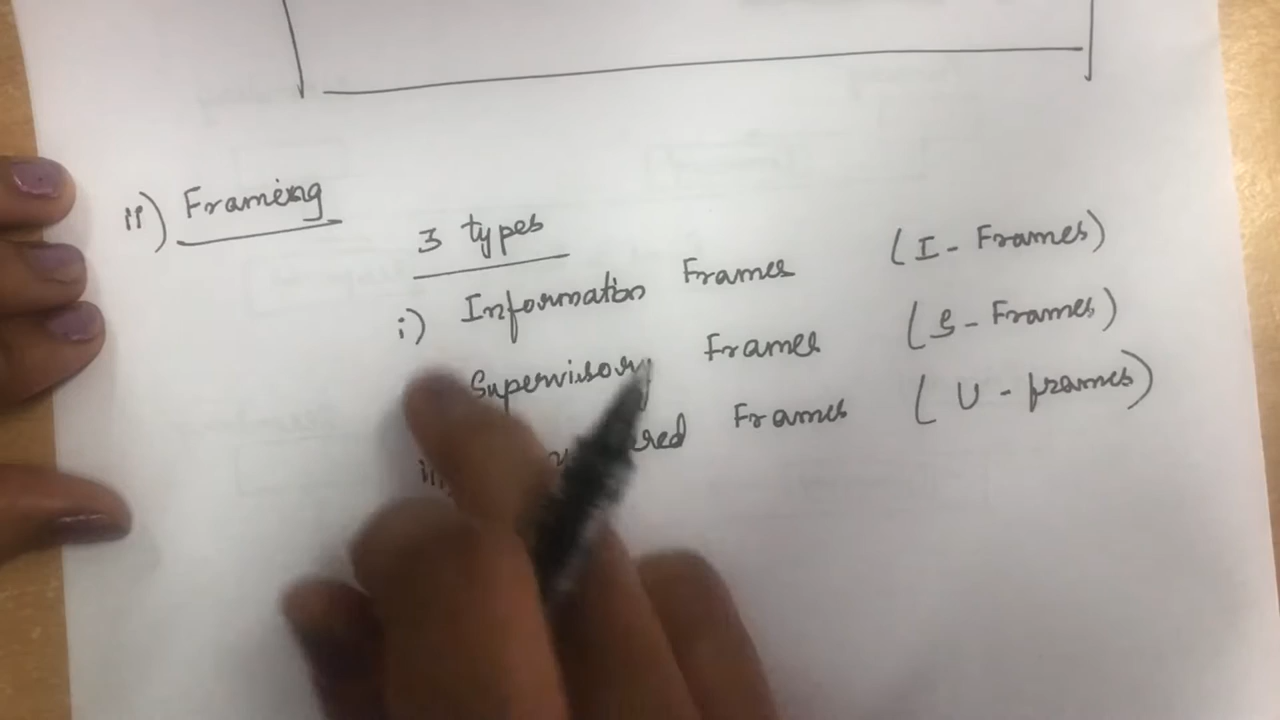 ii) Framing
3 types
i) Information Frames (I - Frames)
Supervisory Frames (S - Frames)
Frames (U - frames)